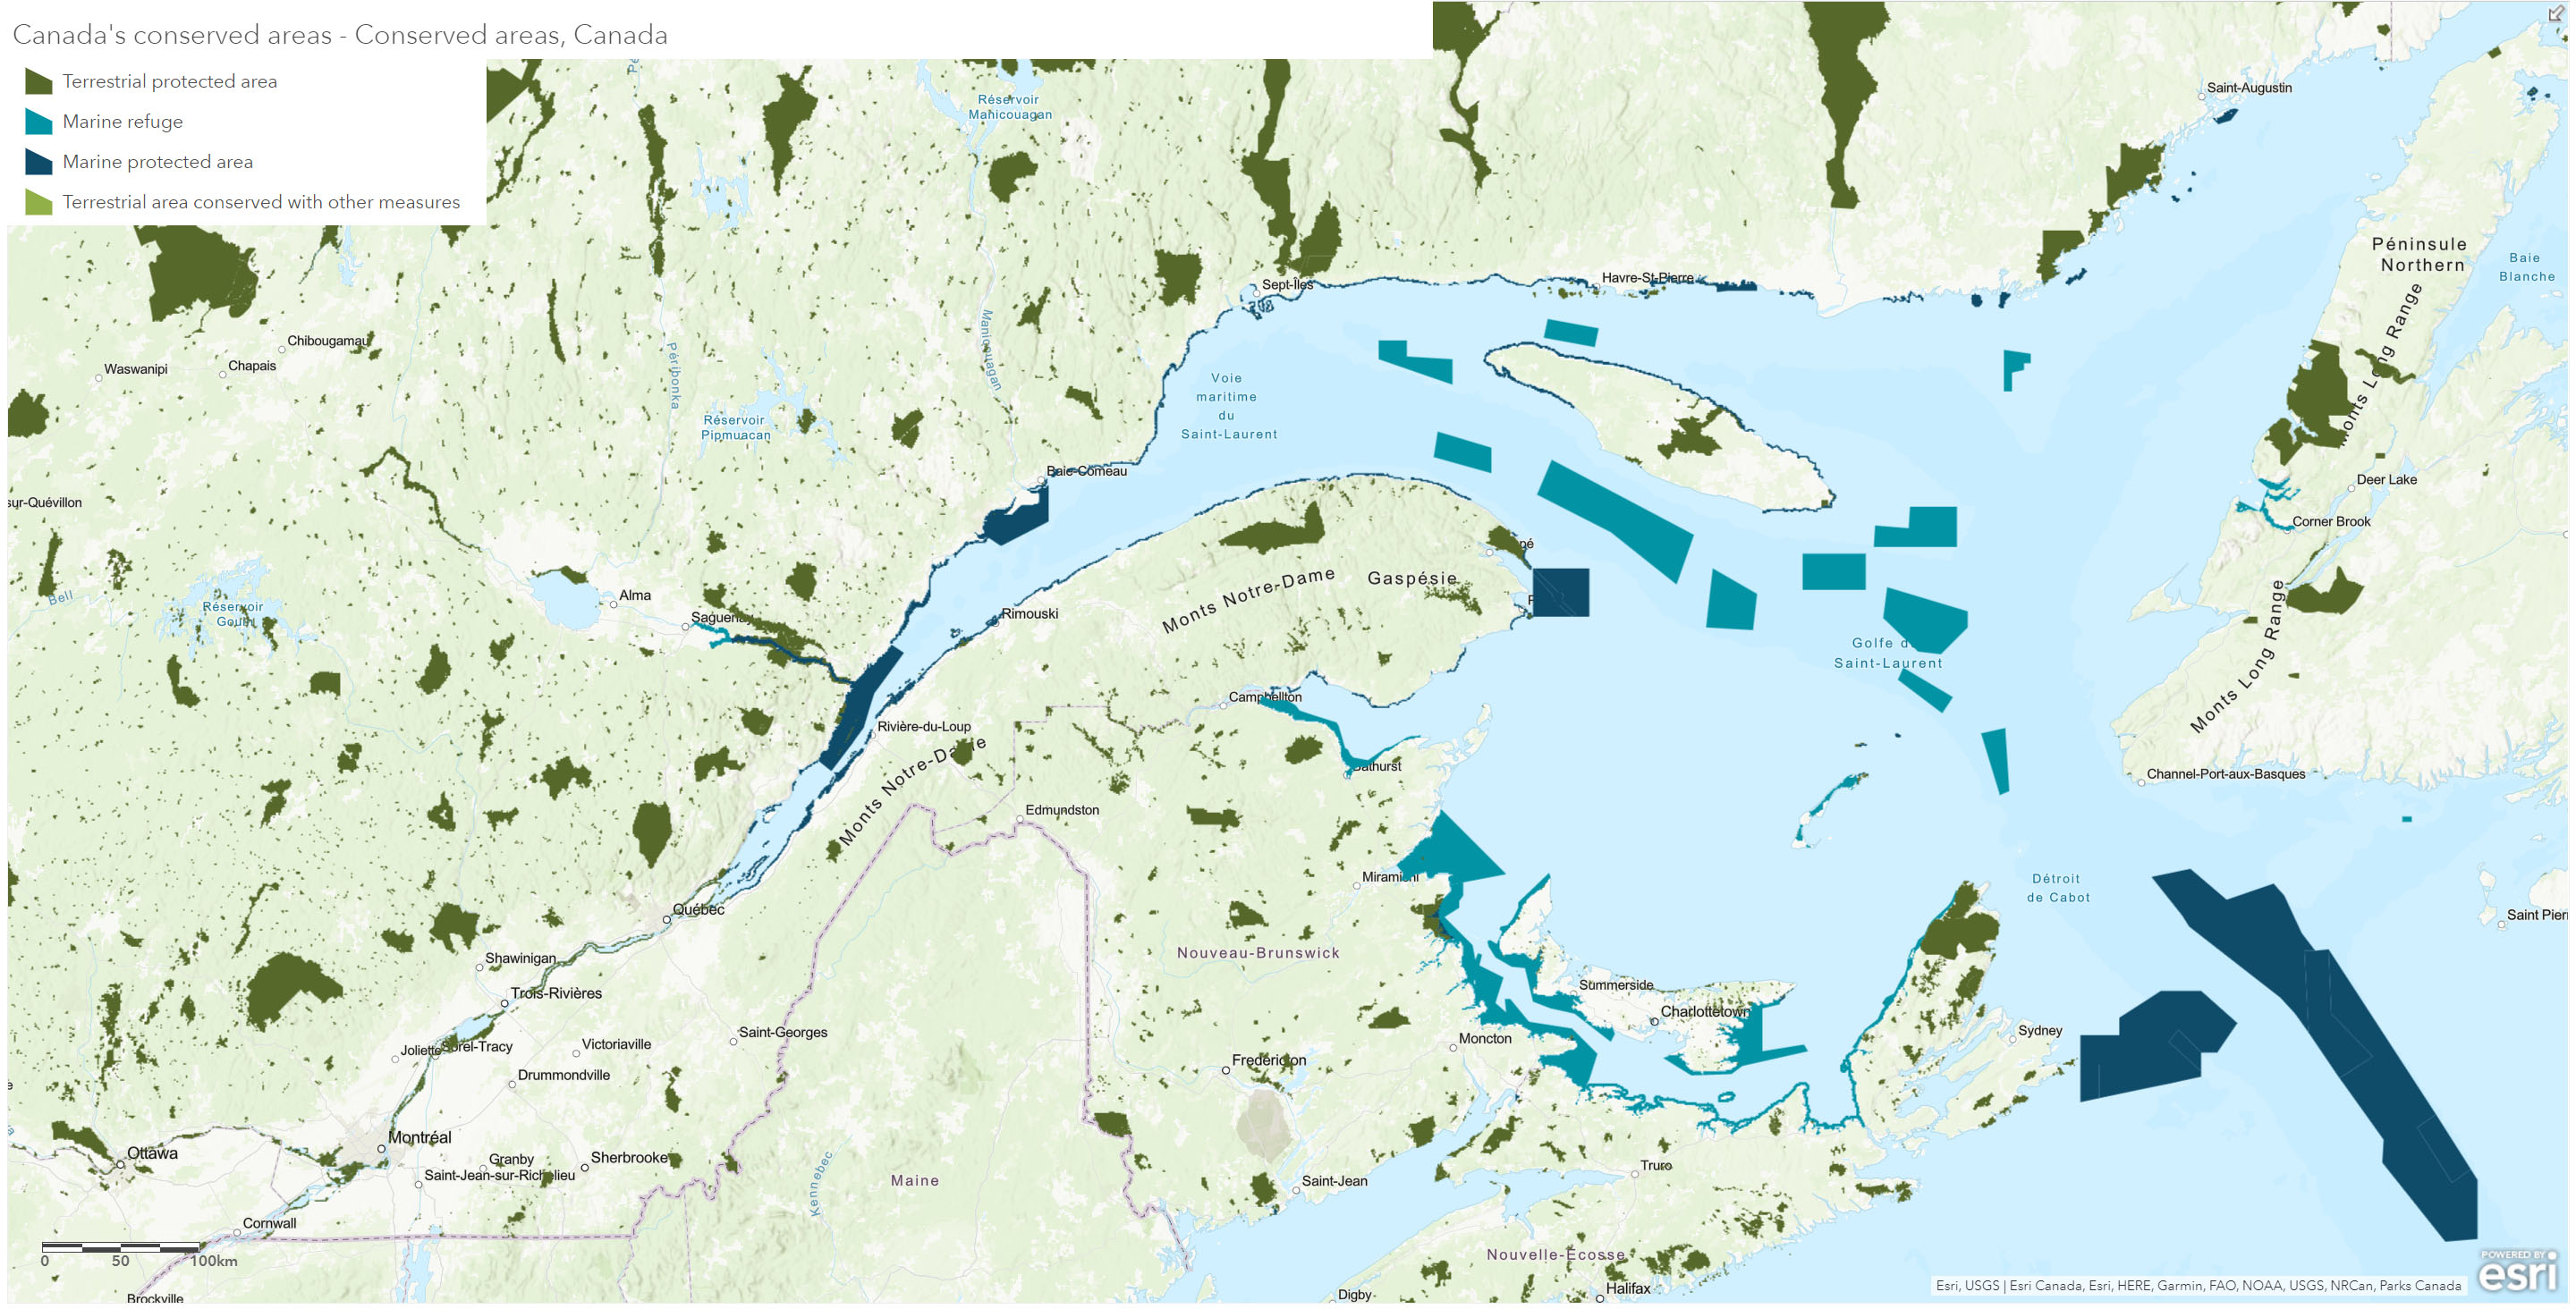 Canada's conserved areas - Conserved areas, Canada
Terrestrial protected area
Marine refuge
Marine protected area
Terrestrial area conserved with other measures
Saint-Augustin
Réservoir
Manicouagan
Péninsule
Northern
Baie
Blanche
Sept-Îles
Havre-St-Pierre
Chibougamau
Waswanipi
Chapais
Péribonka
Manicouagan
Monts Long Range
Voie
maritime
du
Saint-Laurent
Réservoir
Pipmuacan
Baie-Comeau
Deer Lake
sur-Quévillon
Corner Brook
Monts Notre-Dame
Gaspésie
Bell
Réservoir
Alma
Saguenay
Rimouski
Golfe d
Saint-Laurent
Monts Long Range
Campbellton
Rivière-du-Loup
Monts Notre-Dame
Bathurst
Channel-Port-aux-Basques
Edmundston
Miramichi
Détroit
de Cabot
Québec
Saint Pier
Nouveau-Brunswick
Shawinigan
Trois-Rivières
Summerside
Charlottetown
Saint-Georges
Sydney
Joliette
Sorel-Tracy
Victoriaville
Moncton
Drummondville
Fredericton
Montréal
Ottawa
Granby
Sherbrooke
Saint-Jean-sur-Richelieu
Truro
Kennebec
Maine
Saint-Jean
Cornwall
0 50 100km
Nouvelle-Ecosse
Brockville
Digby
Halifax
Esri, USGS | Esri Canada, Esri, HERE, Garmin, FAO, NOAA, USGS, NRCan, Parks Canada
POWERED BY
esri